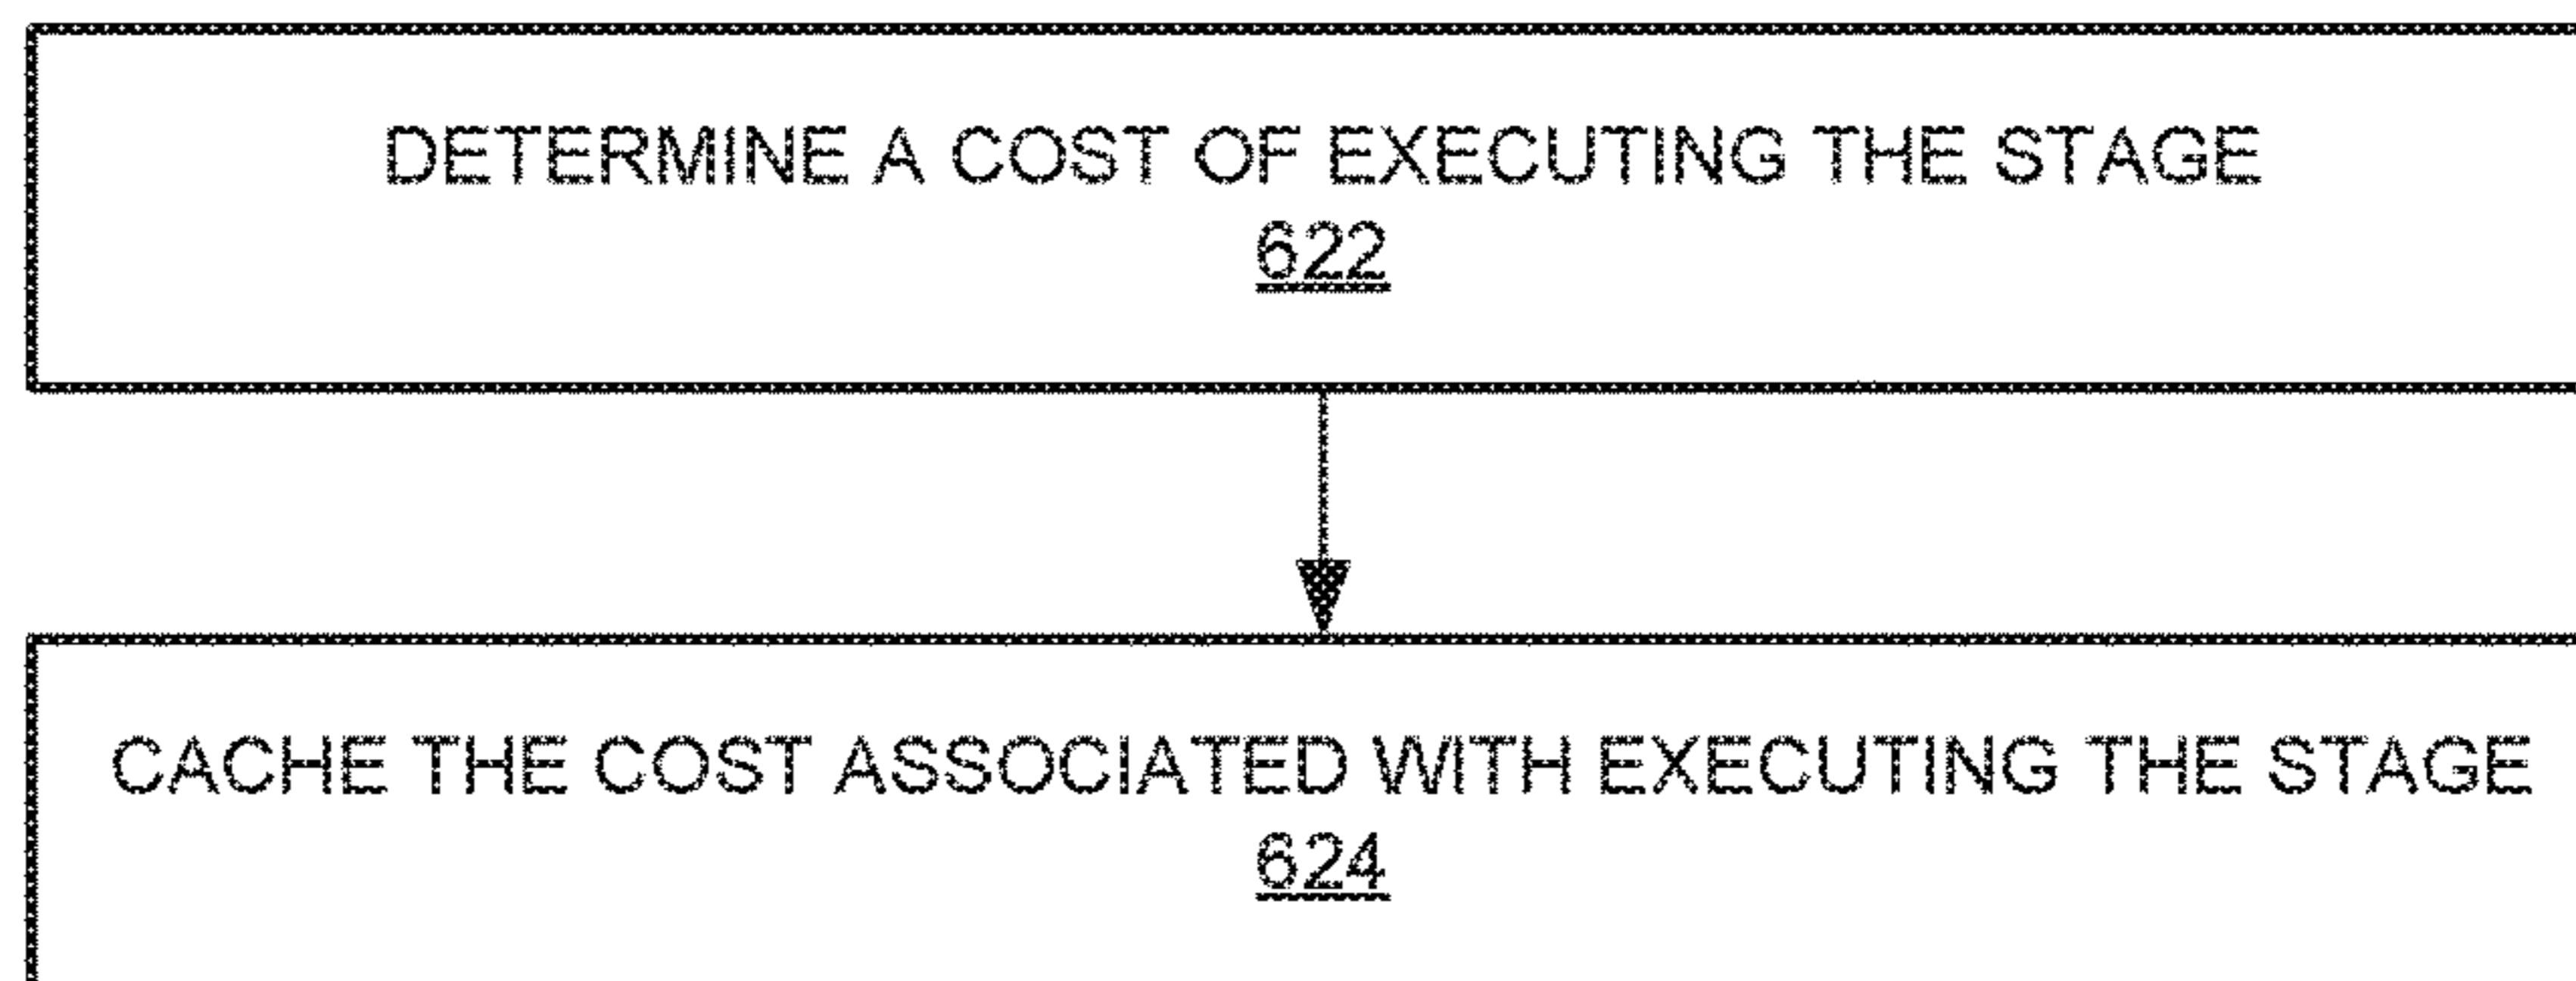 DETERMINE A COST OF EXECUTING THE STAGE
622
CACHE THE COST ASSOCIATED WITH EXECUTING THE STAGE
624